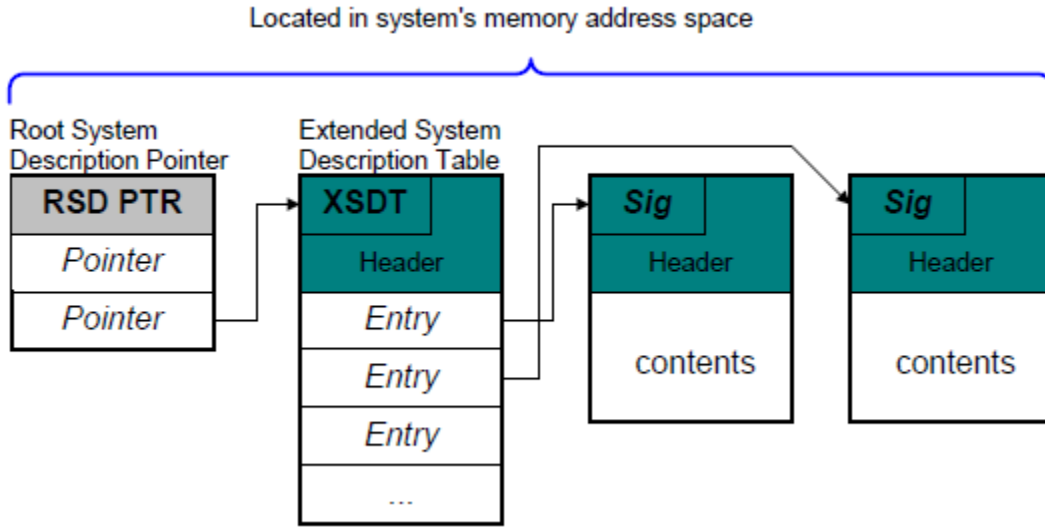 Located in system's memory address space
Root System
Description Pointer
RSD PTR
Pointer
Pointer
Extended System
Description Table
XSDT
Header
Entry
Entry
Entry
...
Sig
Header
contents
Sig
Header
contents